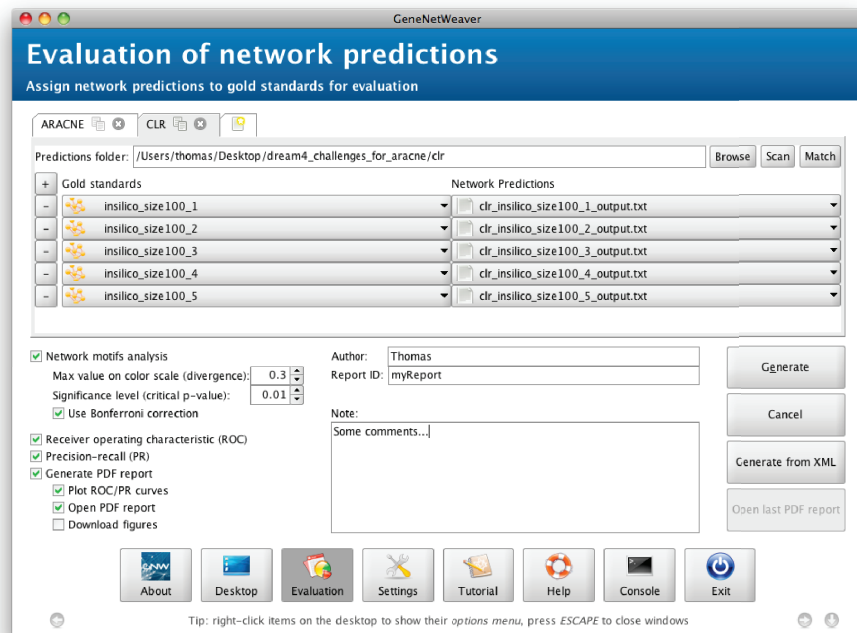 GeneNetWeaver
Evaluation of network predictions
Assign network predictions to gold standards for evaluation
ARACNE CLR
Predictions folder: /Users/thomas/Desktop/dream4_challenges_for_aracne/clr Browse Scan Match
+ Gold standards Network Predictions
- insilico_size100_1 clr_insilico_size100_1_output.txt
- insilico_size100_2 clr_insilico_size100_2_output.txt
- insilico_size100_3 clr_insilico_size100_3_output.txt
- insilico_size100_4 clr_insilico_size100_4_output.txt
- insilico_size100_5 clr_insilico_size100_5_output.txt
Network motifs analysis Author: Thomas
Max value on color scale (divergence): 0.3 Report ID: myReport
Generate
Significance level (critical p-value): 0.01
Use Bonferroni correction Note:
Cancel
Some comments...
Receiver operating characteristic (ROC)
Precision-recall (PR)
Generate from XML
Generate PDF report
Plot ROC/PR curves
Open PDF report
Open last PDF report
Download figures
GNW
About Desktop Evaluation Settings Tutorial Help Console Exit
Tip: right-click items on the desktop to show their options menu, press ESCAPE to close windows